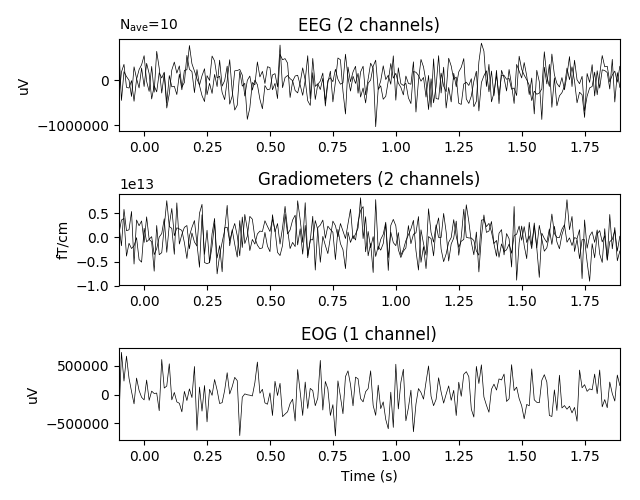 N_ave=10
EEG (2 channels)
uV
0
−1000000
0.00 0.25 0.50 0.75 1.00 1.25 1.50 1.75
1e13
Gradiometers (2 channels)
fT/cm
0.5
0.0
−0.5
−1.0
0.00 0.25 0.50 0.75 1.00 1.25 1.50 1.75
EOG (1 channel)
uV
500000
0
−500000
0.00 0.25 0.50 0.75 1.00 1.25 1.50 1.75
Time (s)